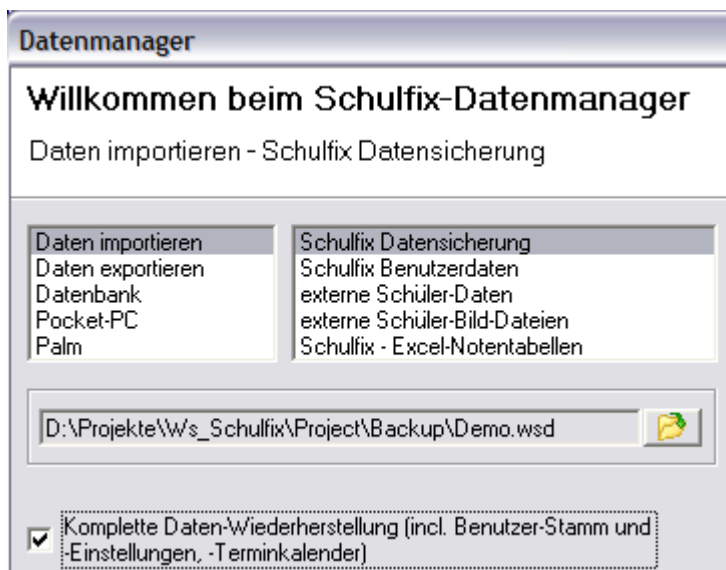 Datenmanager
Willkommen beim Schulfix-Datenmanager
Daten importieren - Schulfix Datensicherung
Daten importieren
Daten exportieren
Datenbank
Pocket-PC
Palm
Schulfix Datensicherung
Schulfix Benutzerdaten
externe Schüler-Daten
externe Schüler-Bild-Dateien
Schulfix - Excel-Notentabellen
D:\Projekte\Ws_Schulfix\Project\Backup\Demo.wsd
Komplette Daten-Wiederherstellung (incl. Benutzer-Stamm und
-Einstellungen, -Terminkalender)